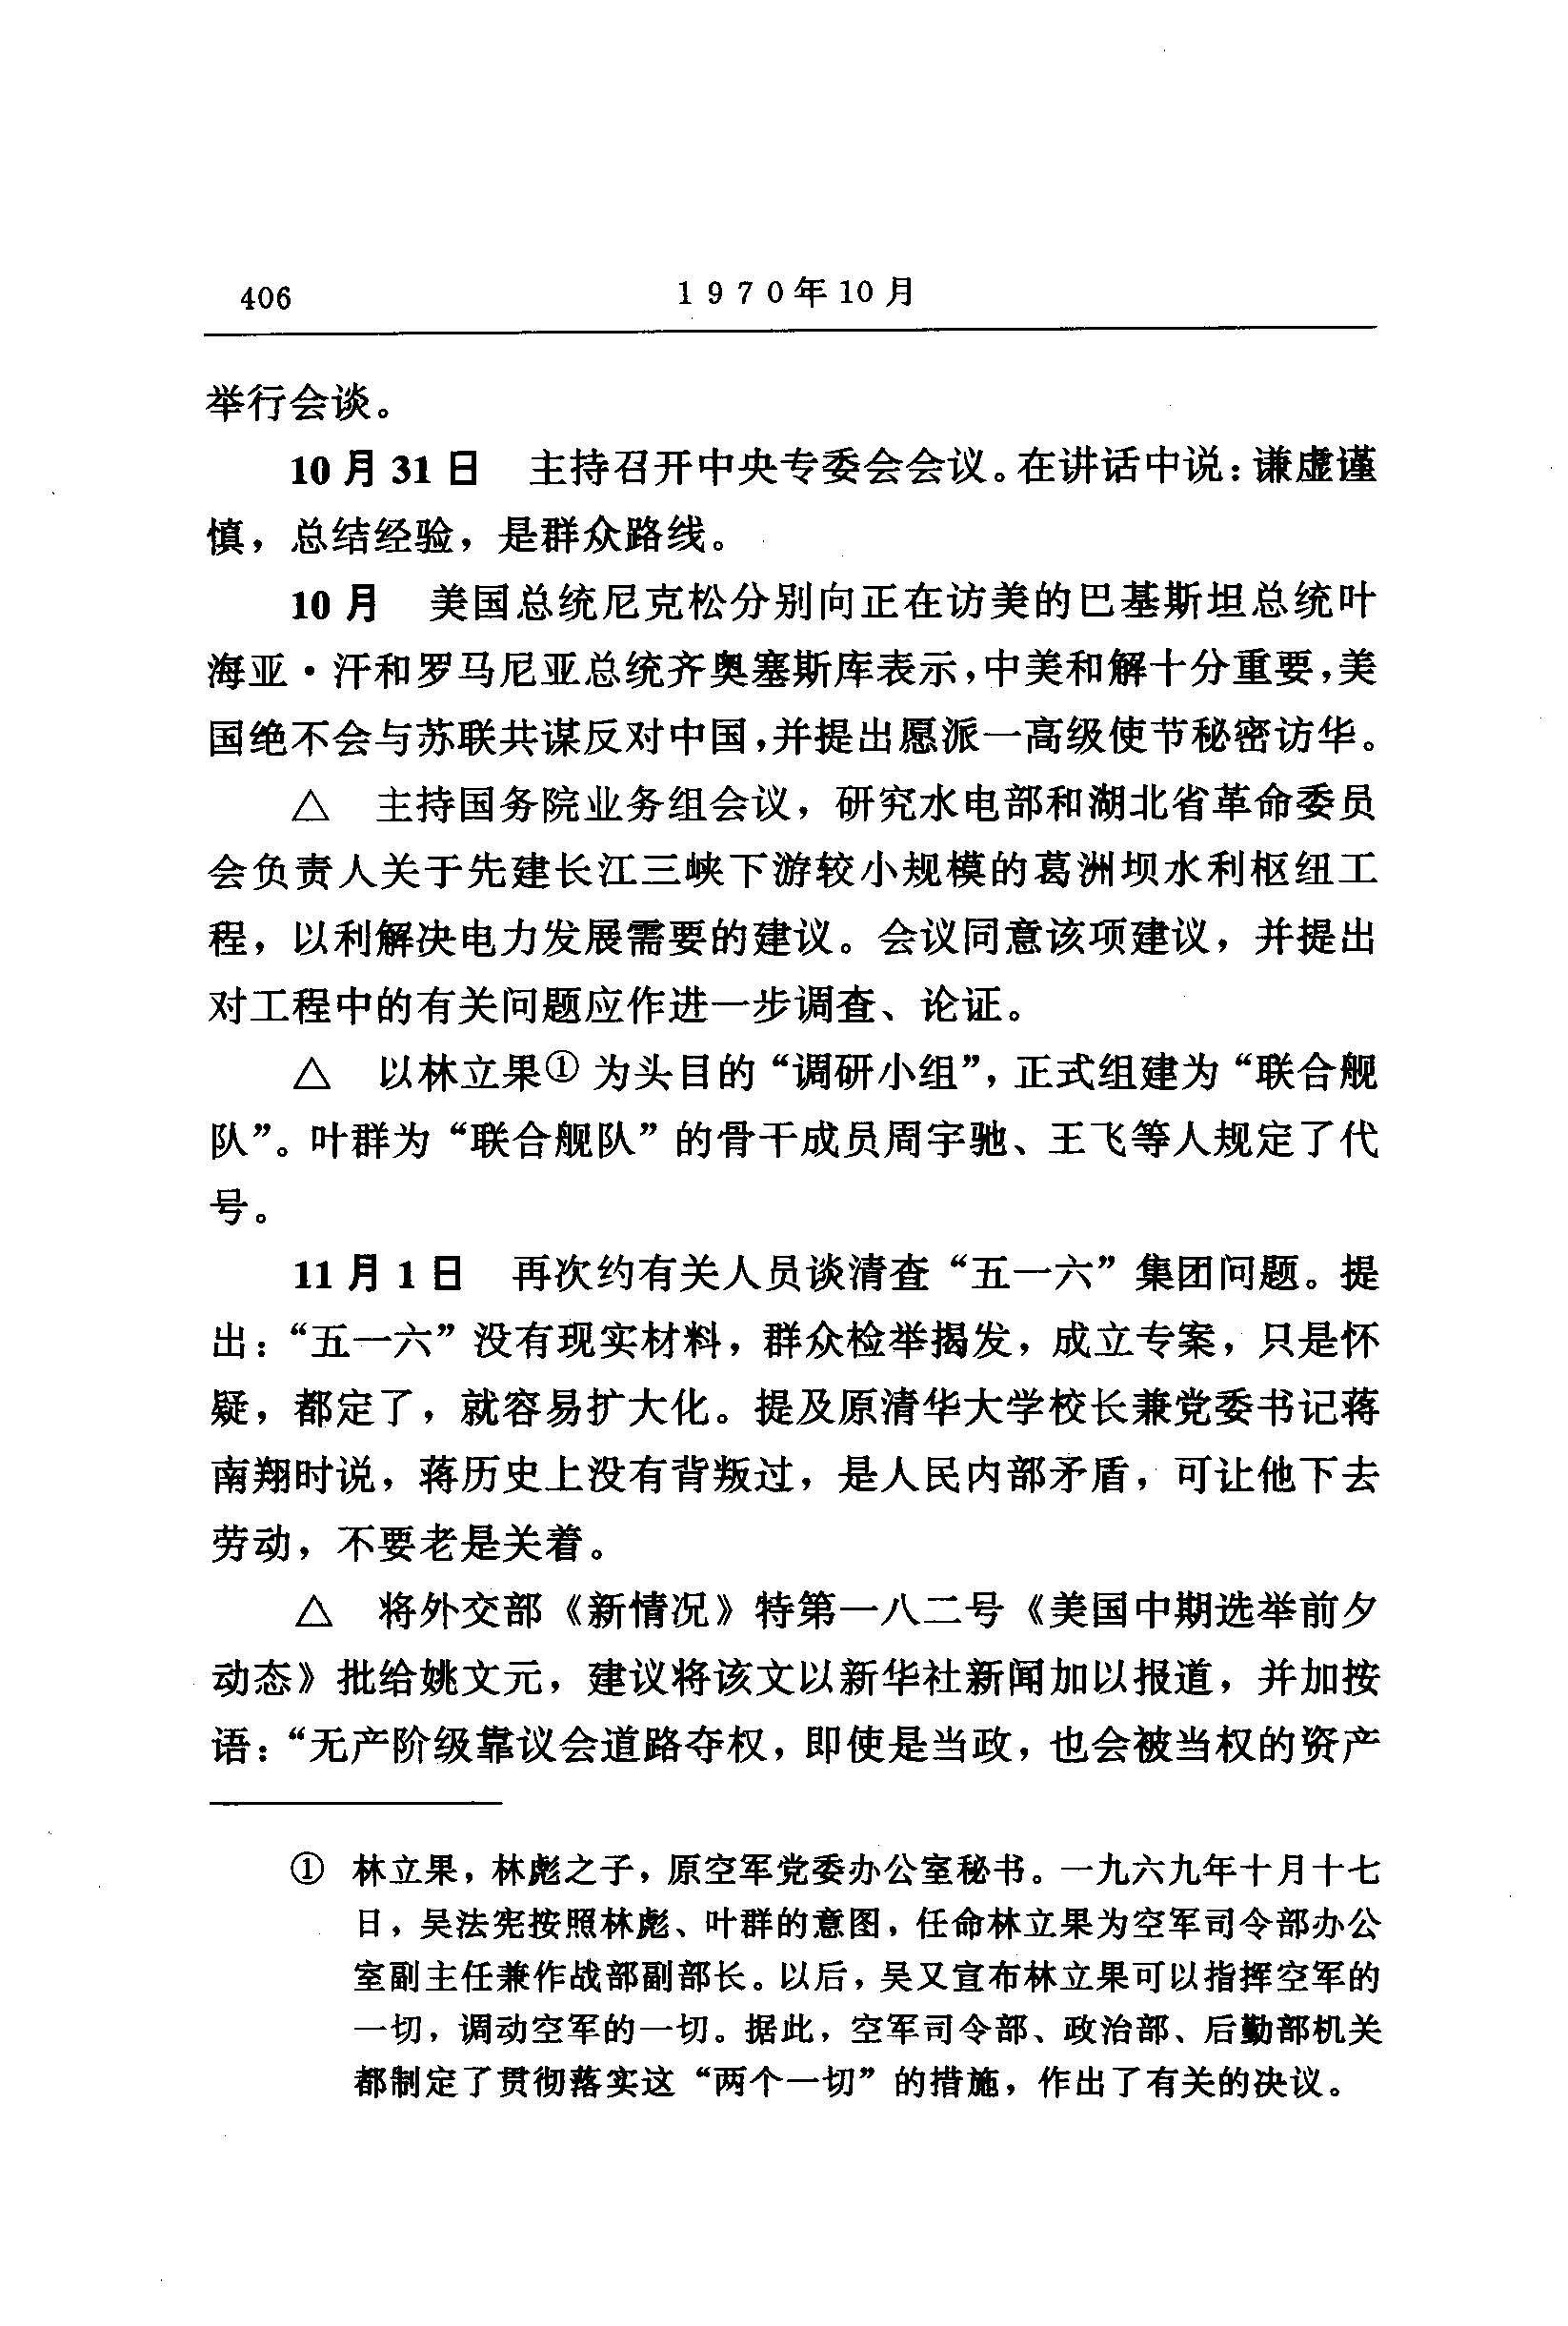 406
1970年10月
举行会谈。
10月31日 主持召开中央专委会会议。在讲话中说：谦虚谨
慎，总结经验，是群众路线。
10月 美国总统尼克松分别向正在访美的巴基斯坦总统叶
海亚·汗和罗马尼亚总统齐奥塞斯库表示，中美和解十分重要，美
国绝不会与苏联共谋反对中国，并提出愿派一高级使节秘密访华。
△ 主持国务院业务组会议，研究水电部和湖北省革命委员
会负责人关于先建长江三峡下游较小规模的葛洲坝水利枢纽工
程，以利解决电力发展需要的建议。会议同意该项建议，并提出
对工程中的有关问题应作进一步调查、论证。
△ 以林立果①为头目的“调研小组”，正式组建为“联合舰
队”。叶群为“联合舰队”的骨干成员周宇驰、王飞等人规定了代
号。
11月1日 再次约有关人员谈清查“五一六”集团问题。提
出：“五一六”没有现实材料，群众检举揭发，成立专案，只是怀
疑，都定了，就容易扩大化。提及原清华大学校长兼党委书记蒋
南翔时说，蒋历史上没有背叛过，是人民内部矛盾，可让他下去
劳动，不要老是关着。
△ 将外交部《新情况》特第一八二号《美国中期选举前夕
动态》批给姚文元，建议将该文以新华社新闻加以报道，并加按
语：“无产阶级靠议会道路夺权，即使是当政，也会被当权的资产
① 林立果，林彪之子，原空军党委办公室秘书。一九六九年十月十七
日，吴法宪按照林彪、叶群的意图，任命林立果为空军司令部办公
室副主任兼作战部副部长。以后，吴又宣布林立果可以指挥空军的
一切，调动空军的一切。据此，空军司令部、政治部、后勤部机关
都制定了贯彻落实这“两个一切”的措施，作出了有关的决议。